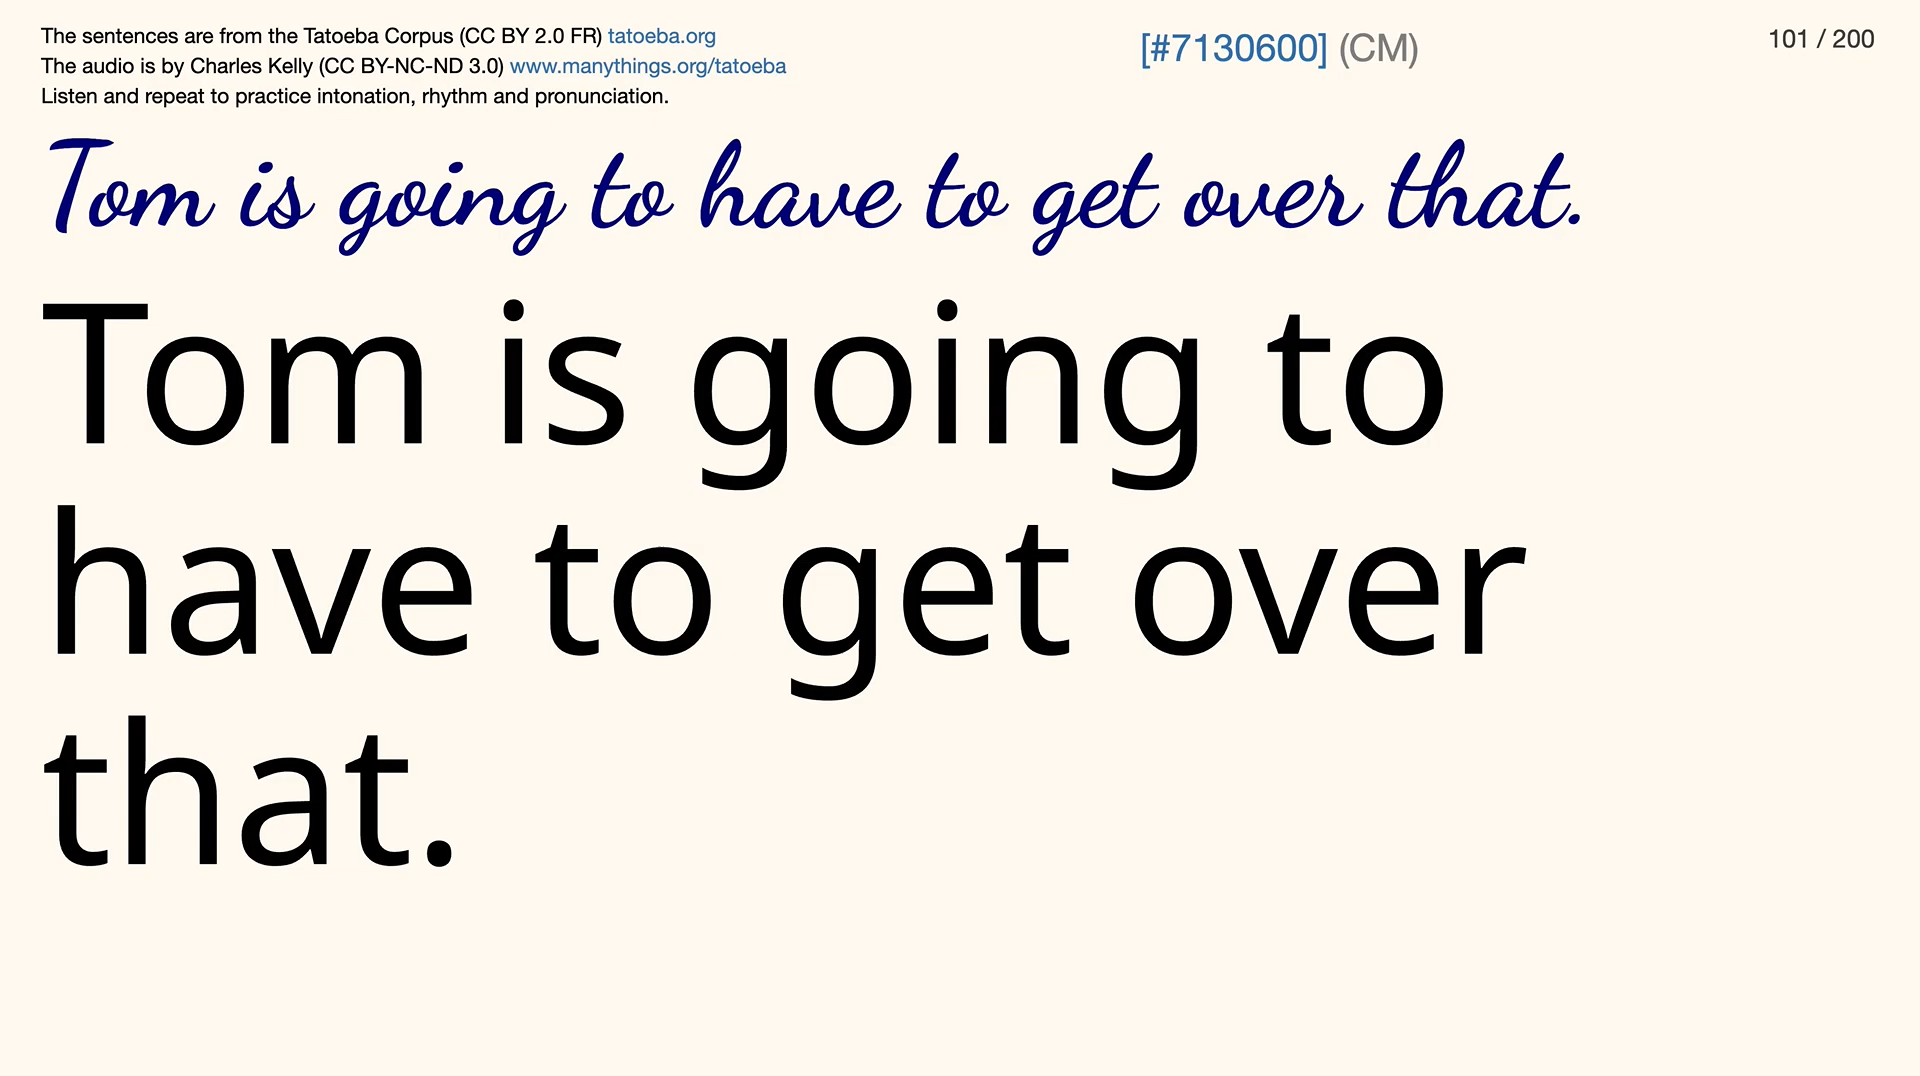 The sentences are from the Tatoeba Corpus (CC BY 2.0 FR) tatoeba.org
The audio is by Charles Kelly (CC BY-NC-ND 3.0) www.manythings.org/tatoeba
Listen and repeat to practice intonation, rhythm and pronunciation.
[#7130600] (CM)
101 / 200
Tom is going to have to get over that.
Tom is going to
have to get over
that.